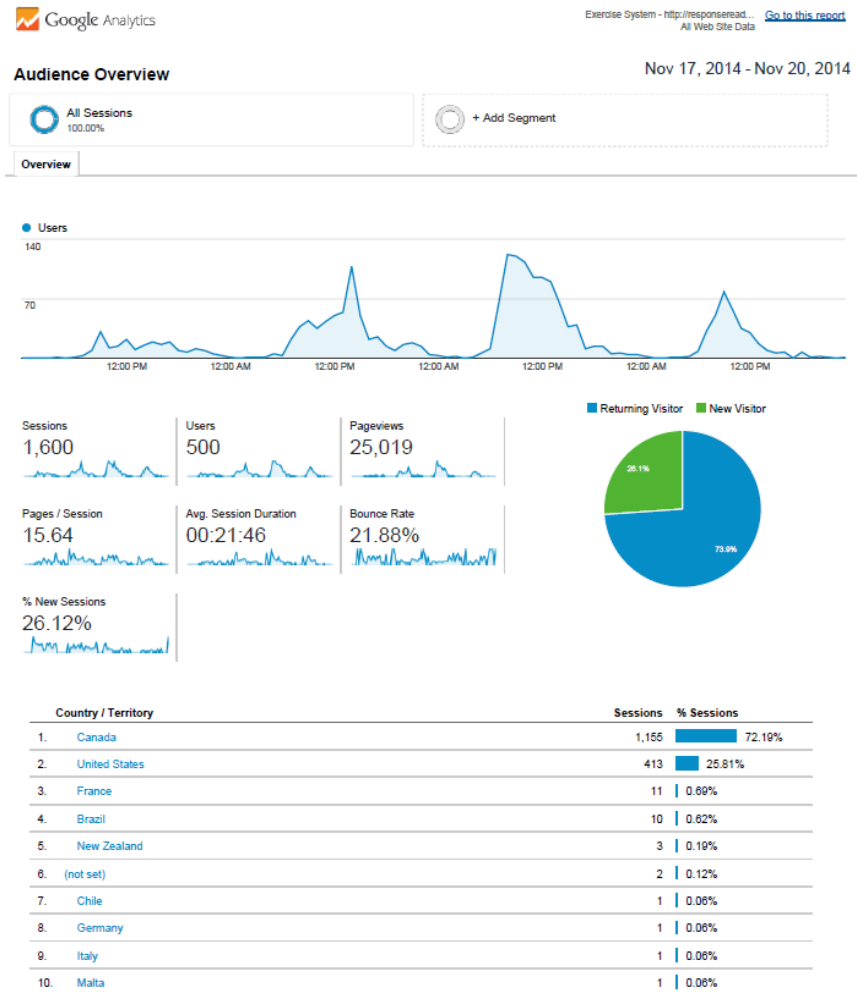 Google Analytics
Exercise System - http://responseread...
All Web Site Data
Go to this report
Audience Overview
Nov 17, 2014 - Nov 20, 2014
All Sessions
100.00%
+ Add Segment
Overview
Users
140
70
12:00 PM 12:00 AM 12:00 PM 12:00 AM 12:00 PM 12:00 AM 12:00 PM
Returning Visitor New Visitor
26.1%
73.9%
Sessions
1,600
Users
500
Pageviews
25,019
Pages / Session
15.64
Avg. Session Duration
00:21:46
Bounce Rate
21.88%
% New Sessions
26.12%
Country / Territory Sessions % Sessions
1. Canada 1,155 72.19%
2. United States 413 25.81%
3. France 11 0.69%
4. Brazil 10 0.62%
5. New Zealand 3 0.19%
6. (not set) 2 0.12%
7. Chile 1 0.06%
8. Germany 1 0.06%
9. Italy 1 0.06%
10. Malta 1 0.06%